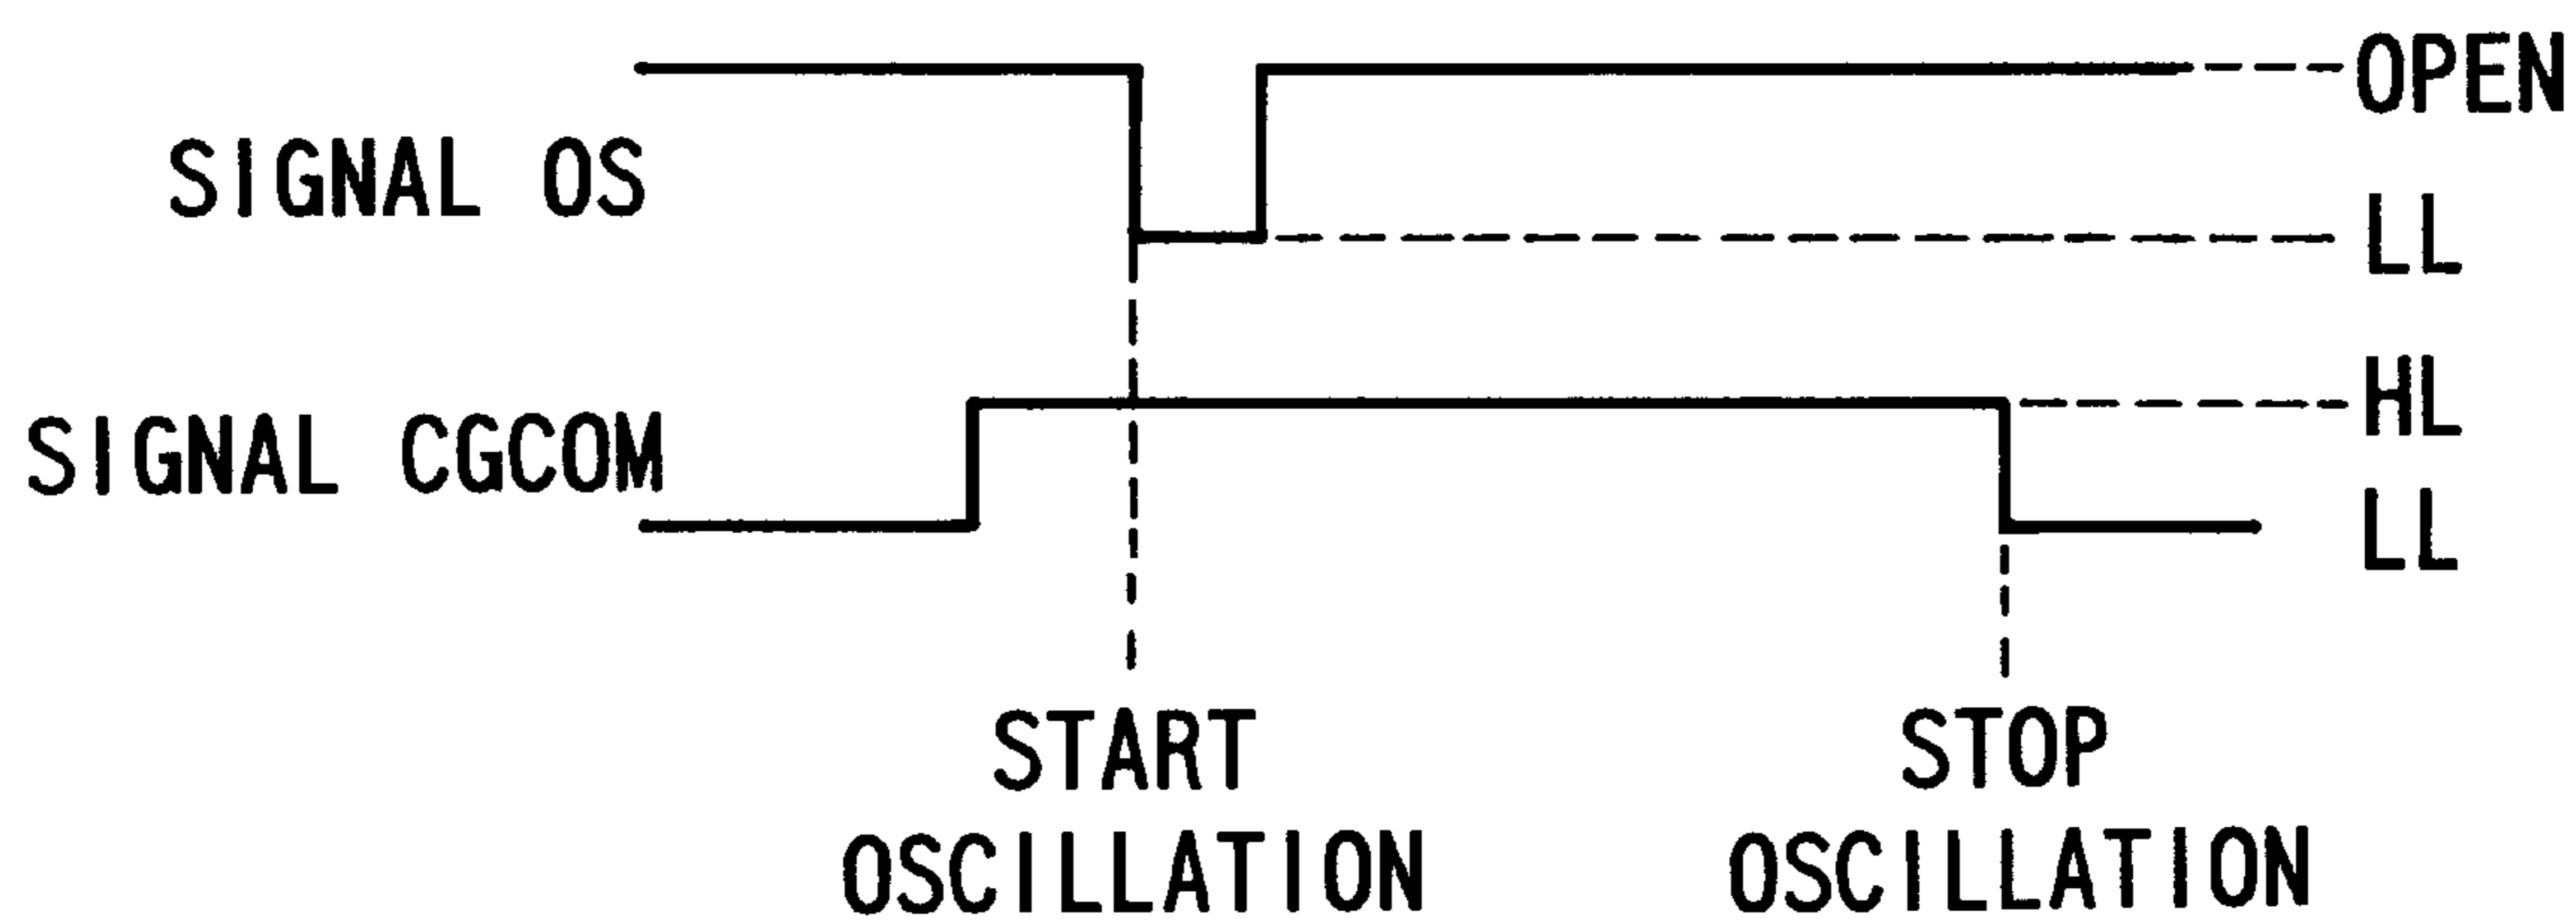 OPEN
SIGNAL OS
LL
HL
SIGNAL CGCOM
LL
START
OSCILLATION
STOP
OSCILLATION